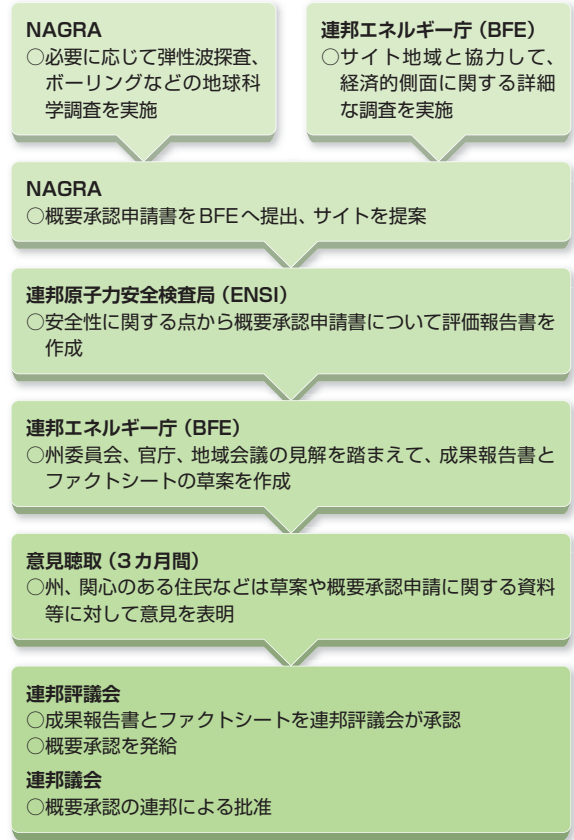 NAGRA
○必要に応じて弾性波探査、
ボーリングなどの地球科
学調査を実施
連邦エネルギー庁（BFE）
○サイト地域と協力して、
経済的側面に関する詳細
な調査を実施
NAGRA
○概要承認申請書をBFEへ提出、サイトを提案
連邦原子力安全検査局（ENSI）
○安全性に関する点から概要承認申請書について評価報告書を
作成
連邦エネルギー庁（BFE）
○州委員会、官庁、地域会議の見解を踏まえて、成果報告書と
ファクトシートの草案を作成
意見聴取（3カ月間）
○州、関心のある住民などは草案や概要承認申請に関する資料
等に対して意見を表明
連邦評議会
○成果報告書とファクトシートを連邦評議会が承認
○概要承認を発給
連邦議会
○概要承認の連邦による批准